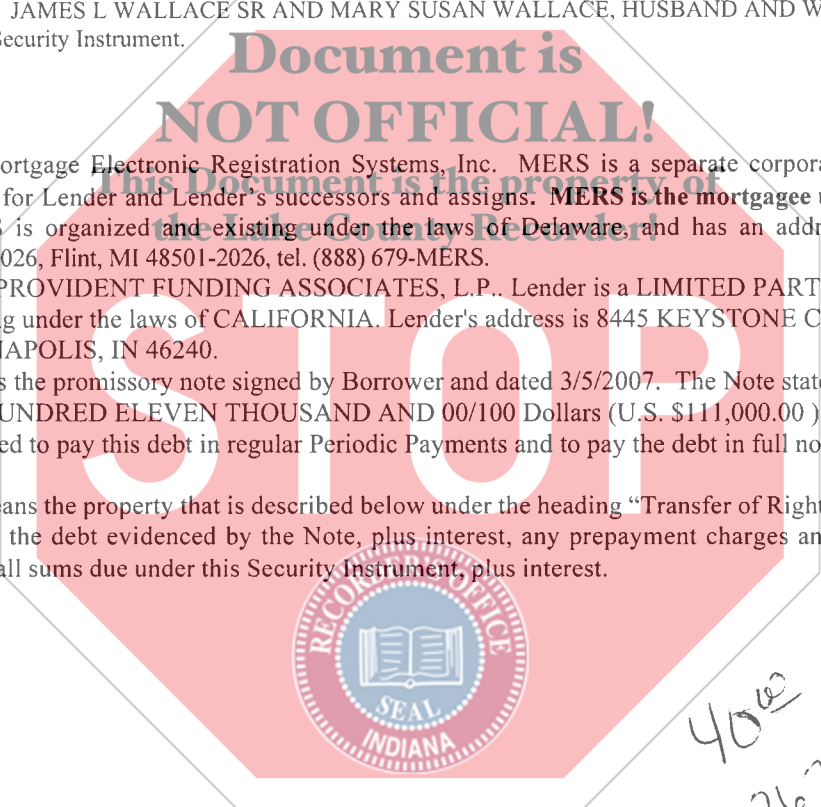 JAMES L WALLACE SR AND MARY SUSAN WALLACE, HUSBAND AND W
Security Instrument.
Document is
NOT OFFICIAL!
ortgage Electronic Registration Systems, Inc. MERS is a separate corpora
This Document is the property of
for Lender and Lender's successors and assigns. MERS is the mortgagee
the Lake County Recorder!
S is organized and existing under the laws of Delaware, and has an addr
026, Flint, MI 48501-2026, tel. (888) 679-MERS.
PROVIDENT FUNDING ASSOCIATES, L.P.. Lender is a LIMITED PART
ng under the laws of CALIFORNIA. Lender's address is 8445 KEYSTONE C
NAPOLIS, IN 46240.
s the promissory note signed by Borrower and dated 3/5/2007. The Note state
UNDRED ELEVEN THOUSAND AND 00/100 Dollars (U.S. $111,000.00 )
ed to pay this debt in regular Periodic Payments and to pay the debt in full no
STOP
eans the property that is described below under the heading “Transfer of Right
the debt evidenced by the Note, plus interest, any prepayment charges an
all sums due under this Security Instrument, plus interest.
RECORDER'S OFFICE
SEAL
INDIANA
40